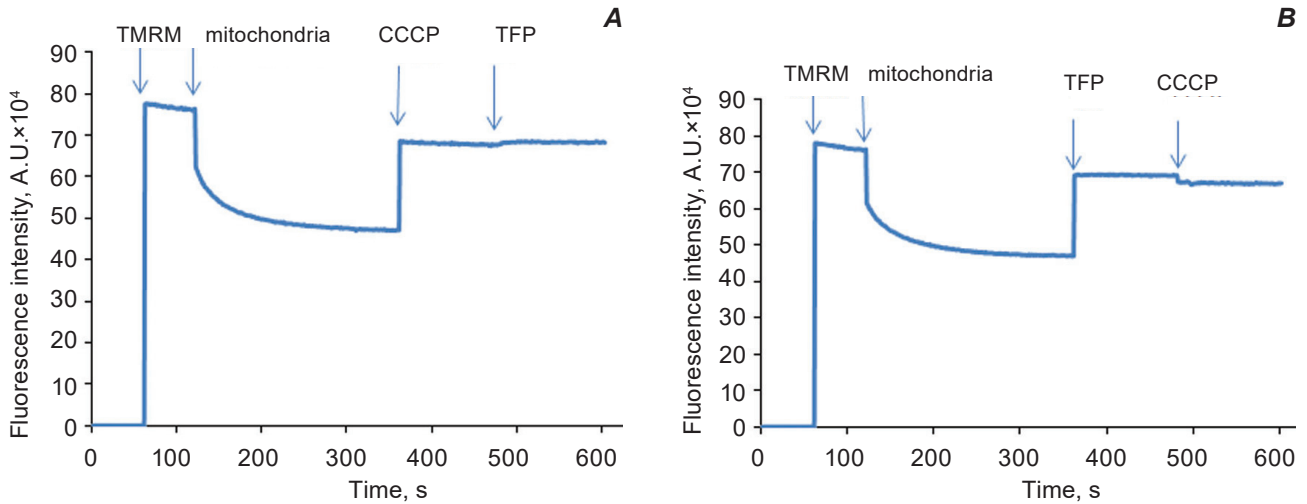 A
TMRM mitochondria CCCP TFP
90
80
70
60
50
40
30
20
10
0
Fluorescence intensity, A.U.×10⁴
0 100 200 300 400 500 600
Time, s
B
TMRM mitochondria TFP CCCP
90
80
70
60
50
40
30
20
10
0
Fluorescence intensity, A.U.×10⁴
0 100 200 300 400 500 600
Time, s